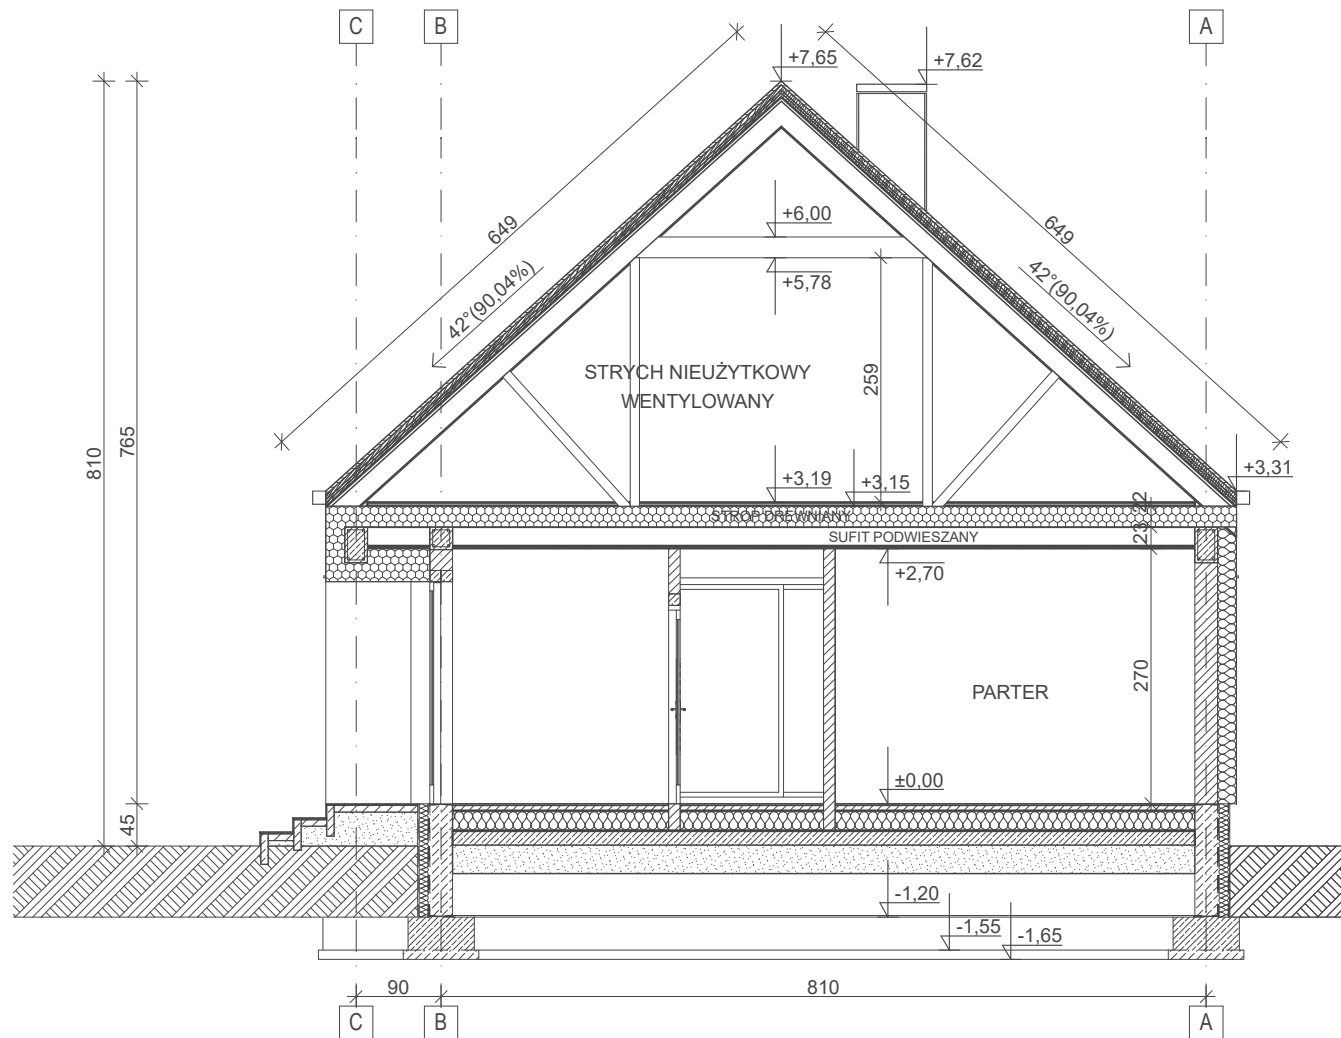 C
B
A
+7,65
+7,62
649
649
42°(90,04%)
42°(90,04%)
+6,00
+5,78
STRYCH NIEUŻYTKOWY
WENTYLOWANY
259
810
765
+3,31
+3,19
+3,15
22
STROP DREWNIANY
23
SUFIT PODWIESZANY
+2,70
270
PARTER
±0,00
45
-1,20
-1,55
-1,65
90
810
C
B
A